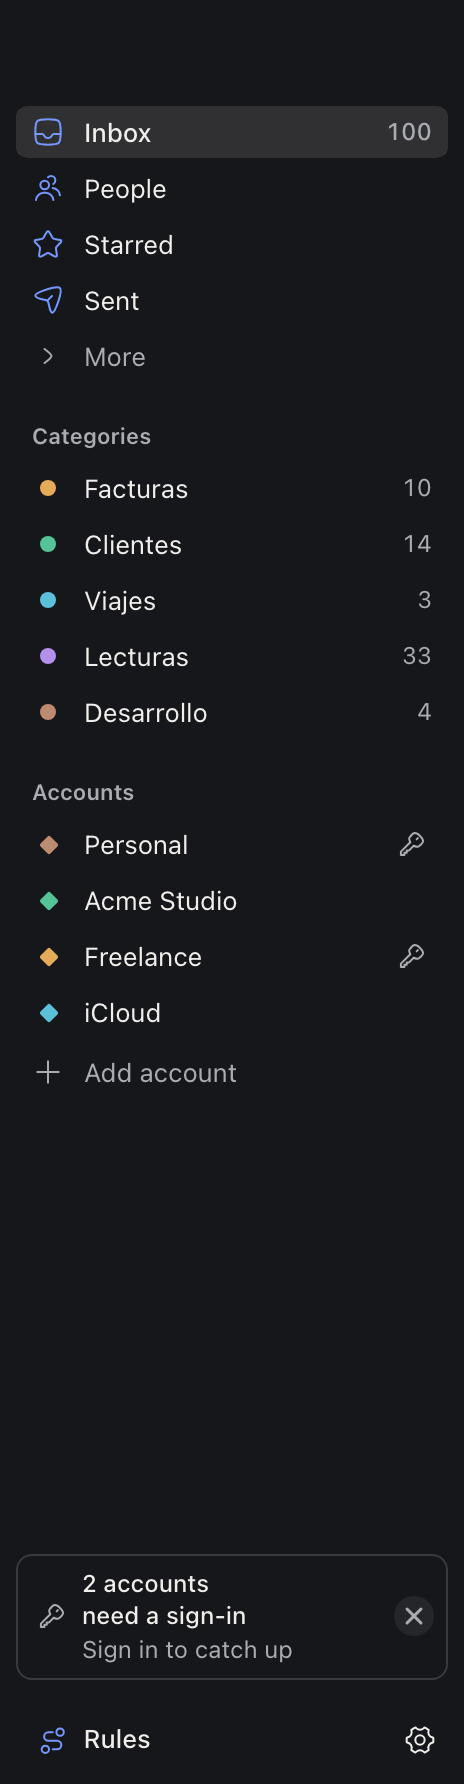 Inbox 100
People
Starred
Sent
More
Categories
Facturas 10
Clientes 14
Viajes 3
Lecturas 33
Desarrollo 4
Accounts
Personal
Acme Studio
Freelance
iCloud
Add account
2 accounts
need a sign-in
Sign in to catch up
Rules